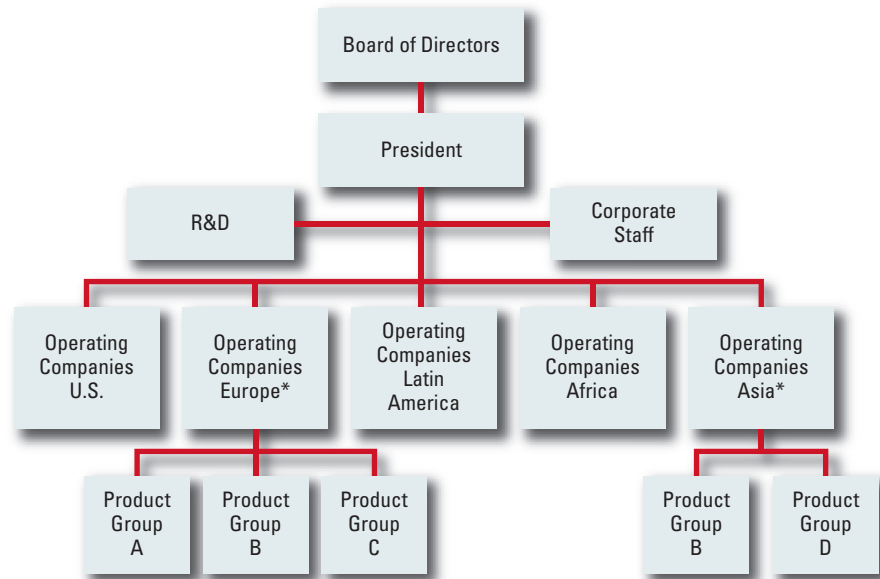 Board of Directors
President
R&D
Corporate
Staff
Operating
Companies
U.S.
Operating
Companies
Europe*
Operating
Companies
Latin
America
Operating
Companies
Africa
Operating
Companies
Asia*
Product
Group
A
Product
Group
B
Product
Group
C
Product
Group
B
Product
Group
D